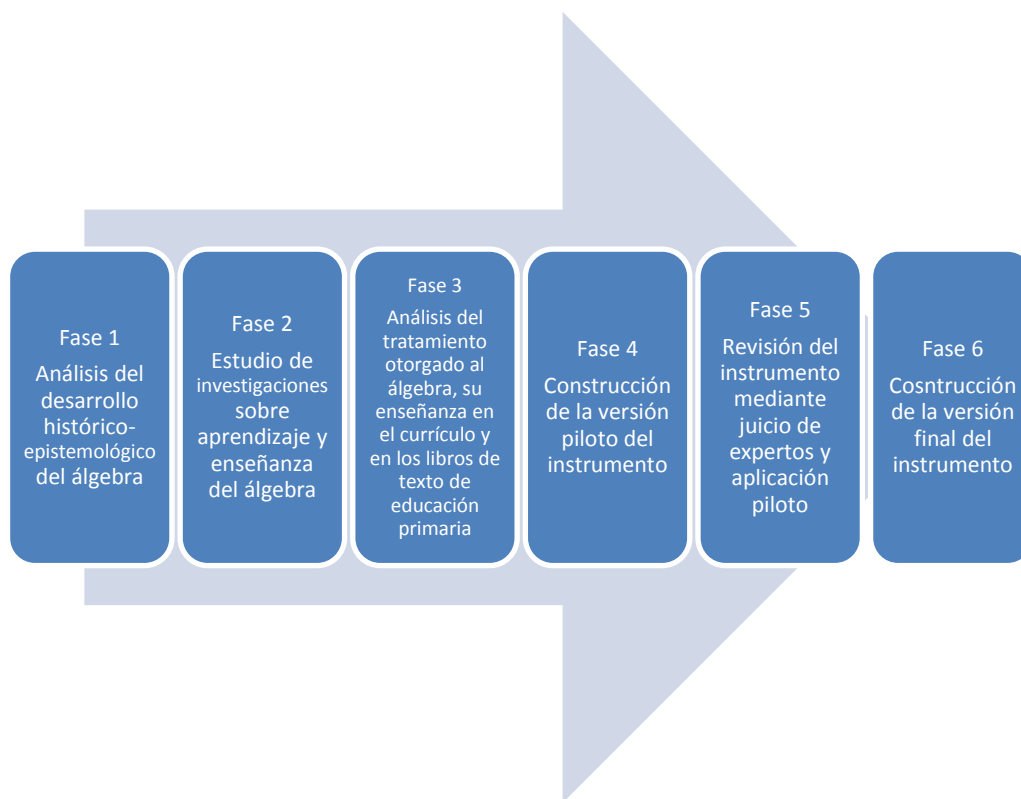 Fase 1
Análisis del
desarrollo
histórico-
epistemológico
del álgebra
Fase 2
Estudio de
investigaciones
sobre
aprendizaje y
enseñanza
del álgebra
Fase 3
Análisis del
tratamiento
otorgado al
álgebra, su
enseñanza en
el currículo y
en los libros de
texto de
educación
primaria
Fase 4
Construcción
de la versión
piloto del
instrumento
Fase 5
Revisión del
instrumento
mediante
juicio de
expertos y
aplicación
piloto
Fase 6
Cosntrucción
de la versión
final del
instrumento